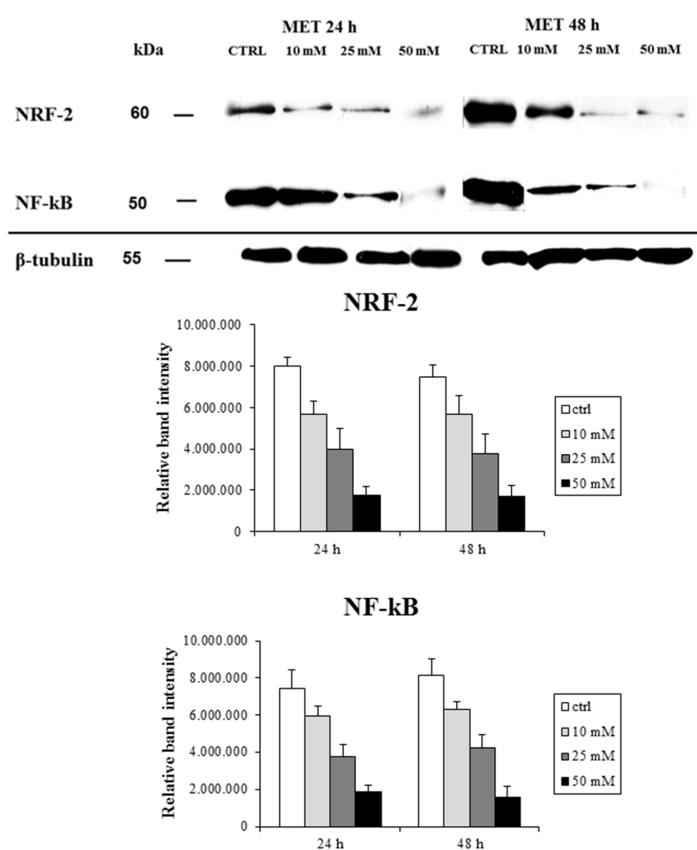 MET 24 h MET 48 h
kDa CTRL 10 mM 25 mM 50 mM CTRL 10 mM 25 mM 50 mM
NRF-2 60
NF-kB 50
β-tubulin 55
NRF-2
Relative band intensity
10.000.000
8.000.000
6.000.000
4.000.000
2.000.000
0
24 h 48 h
ctrl
10 mM
25 mM
50 mM
NF-kB
Relative band intensity
10.000.000
8.000.000
6.000.000
4.000.000
2.000.000
0
24 h 48 h
ctrl
10 mM
25 mM
50 mM